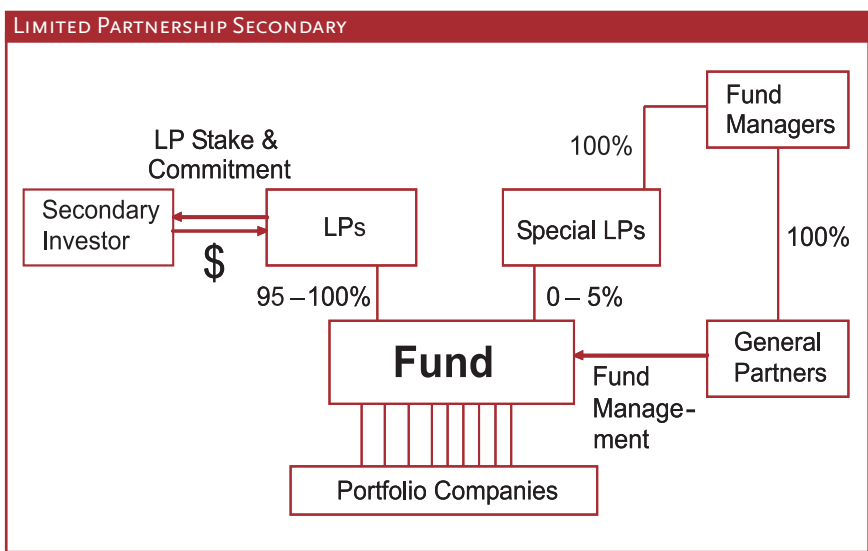 LIMITED PARTNERSHIP SECONDARY
Fund
Managers
LP Stake &
Commitment
100%
Secondary
Investor
LPs
Special LPs
$
100%
95 – 100%
0 – 5%
Fund
General
Partners
Fund
Manage-
ment
Portfolio Companies